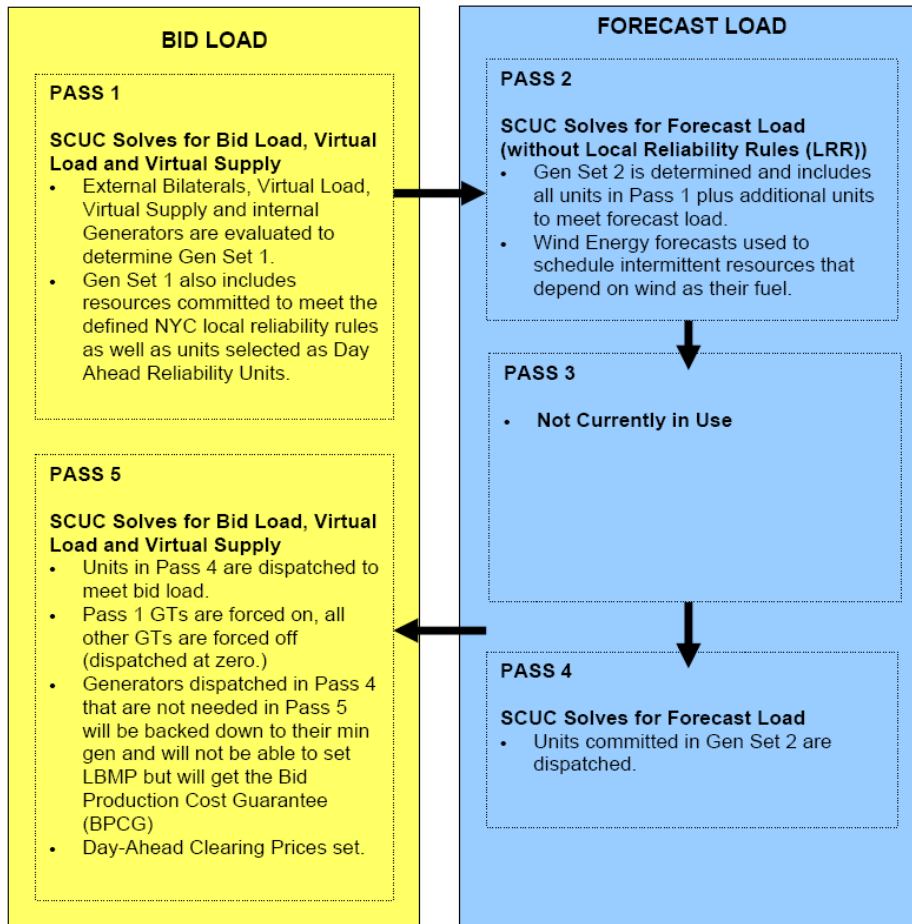 BID LOAD
PASS 1
SCUC Solves for Bid Load, Virtual
Load and Virtual Supply
• External Bilaterals, Virtual Load,
Virtual Supply and internal
Generators are evaluated to
determine Gen Set 1.
• Gen Set 1 also includes
resources committed to meet the
defined NYC local reliability rules
as well as units selected as Day
Ahead Reliability Units.
FORECAST LOAD
PASS 2
SCUC Solves for Forecast Load
(without Local Reliability Rules (LRR))
• Gen Set 2 is determined and includes
all units in Pass 1 plus additional units
to meet forecast load.
• Wind Energy forecasts used to
schedule intermittent resources that
depend on wind as their fuel.
PASS 3
• Not Currently in Use
PASS 4
SCUC Solves for Forecast Load
• Units committed in Gen Set 2 are
dispatched.
PASS 5
SCUC Solves for Bid Load, Virtual
Load and Virtual Supply
• Units in Pass 4 are dispatched to
meet bid load.
• Pass 1 GTs are forced on, all
other GTs are forced off
(dispatched at zero.)
• Generators dispatched in Pass 4
that are not needed in Pass 5
will be backed down to their min
gen and will not be able to set
LBMP but will get the Bid
Production Cost Guarantee
(BPCG)
• Day-Ahead Clearing Prices set.